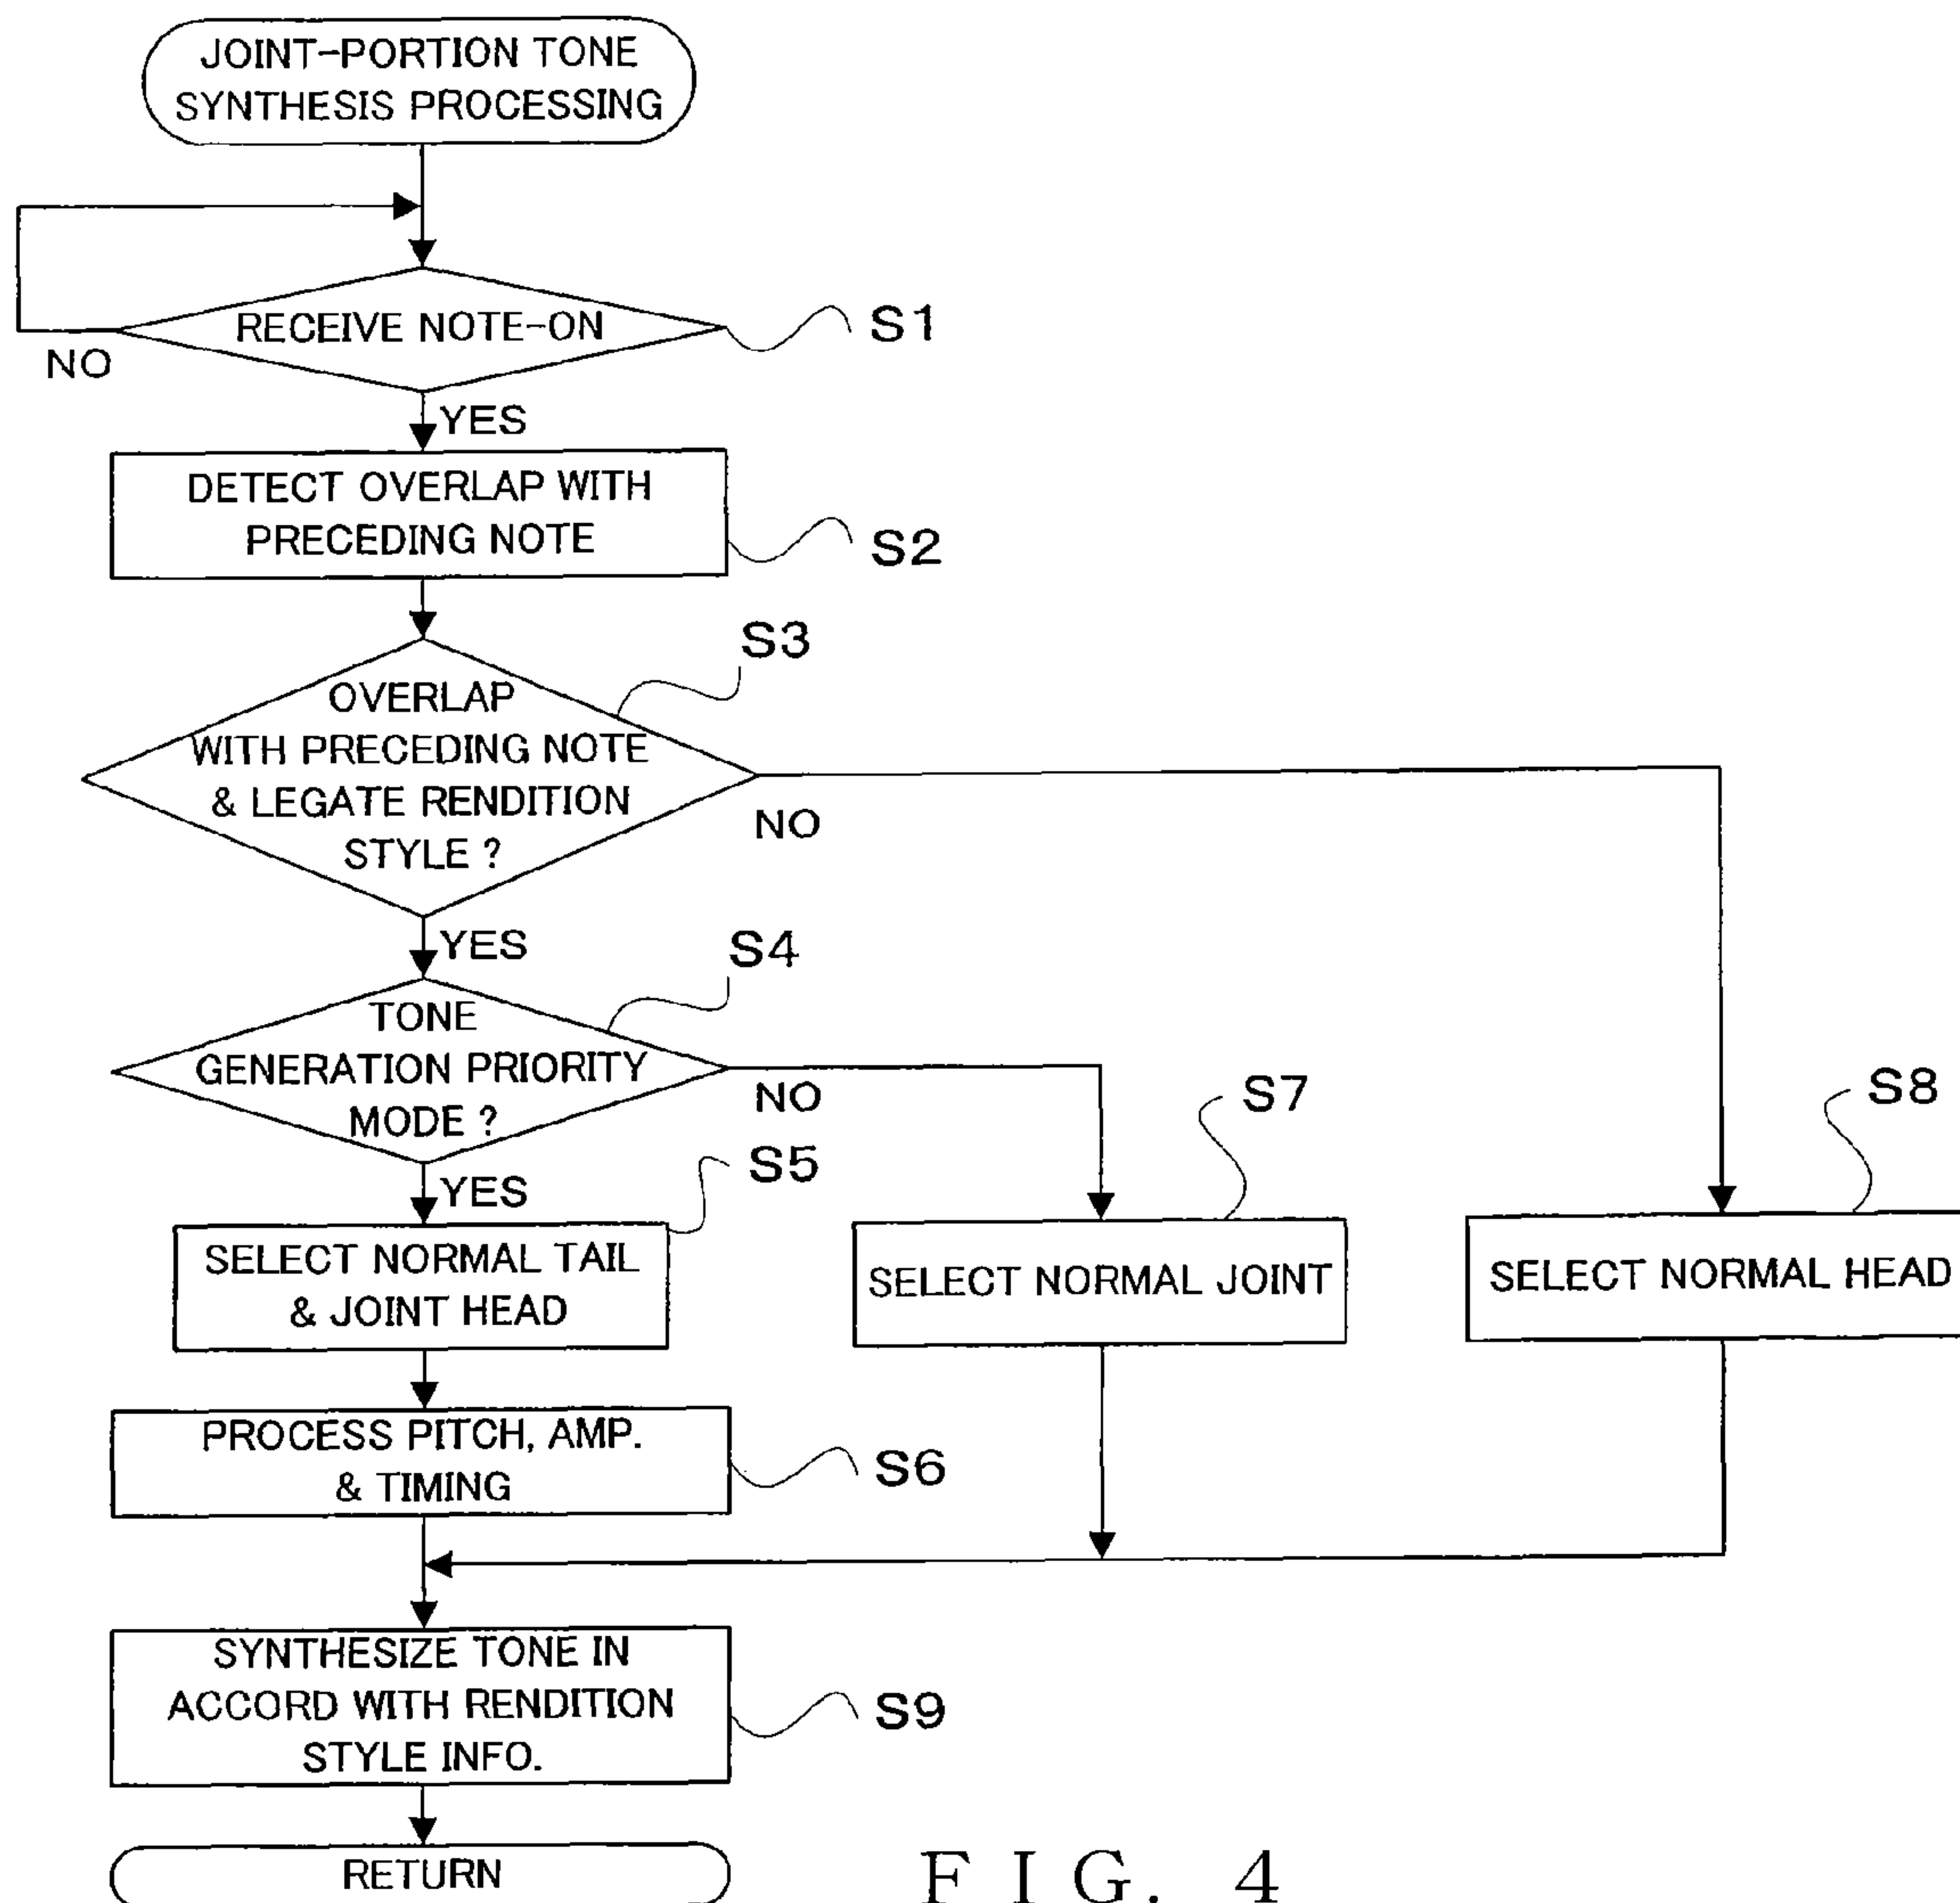 JOINT-PORTION TONE
SYNTHESIS PROCESSING
RECEIVE NOTE-ON
S1
NO
YES
DETECT OVERLAP WITH
PRECEDING NOTE
S2
S3
OVERLAP
WITH PRECEDING NOTE
& LEGATE RENDITION
STYLE ?
NO
YES
S4
TONE
GENERATION PRIORITY
MODE ?
NO
YES
S5
S7
S8
SELECT NORMAL TAIL
& JOINT HEAD
SELECT NORMAL JOINT
SELECT NORMAL HEAD
PROCESS PITCH, AMP.
& TIMING
S6
SYNTHESIZE TONE IN
ACCORD WITH RENDITION
STYLE INFO.
S9
RETURN
FIG. 4